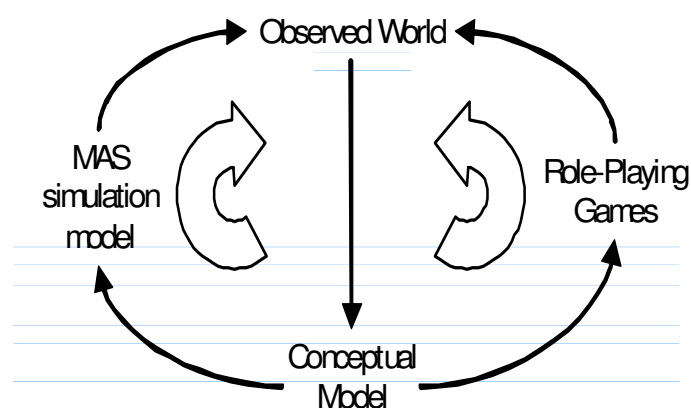 Observed World
MAS
simulation
model
Role-Playing
Games
Conceptual
Model